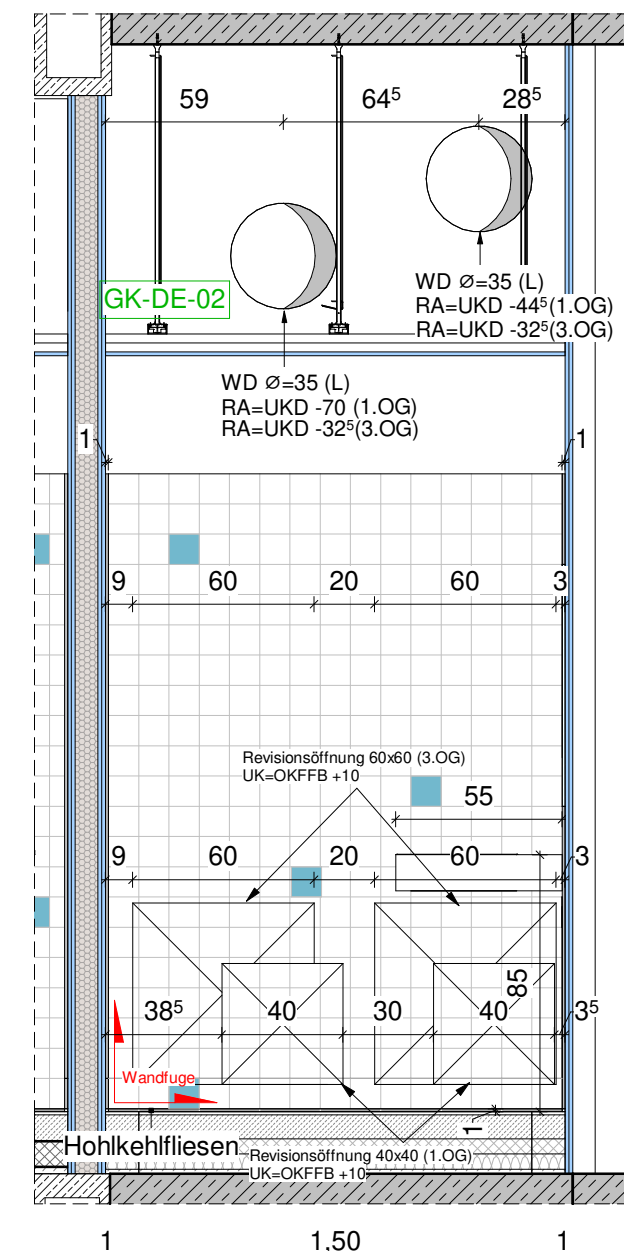 59 64⁵ 28⁵
WD Ø=35 (L)
RA=UKD -44⁵(1.OG)
RA=UKD -32⁵(3.OG)
GK-DE-02
WD Ø=35 (L)
RA=UKD -70 (1.OG)
RA=UKD -32⁵(3.OG)
1 1
9 60 20 60 3
Revisionsöffnung 60x60 (3.OG)
UK=OKFFB +10
55
9 60 20 60 3
85
38⁵ 40 30 40 3⁵
Wandfuge
1
Hohlkehlfliesen
Revisionsöffnung 40x40 (1.OG)
UK=OKFFB +10
1 1,50 1